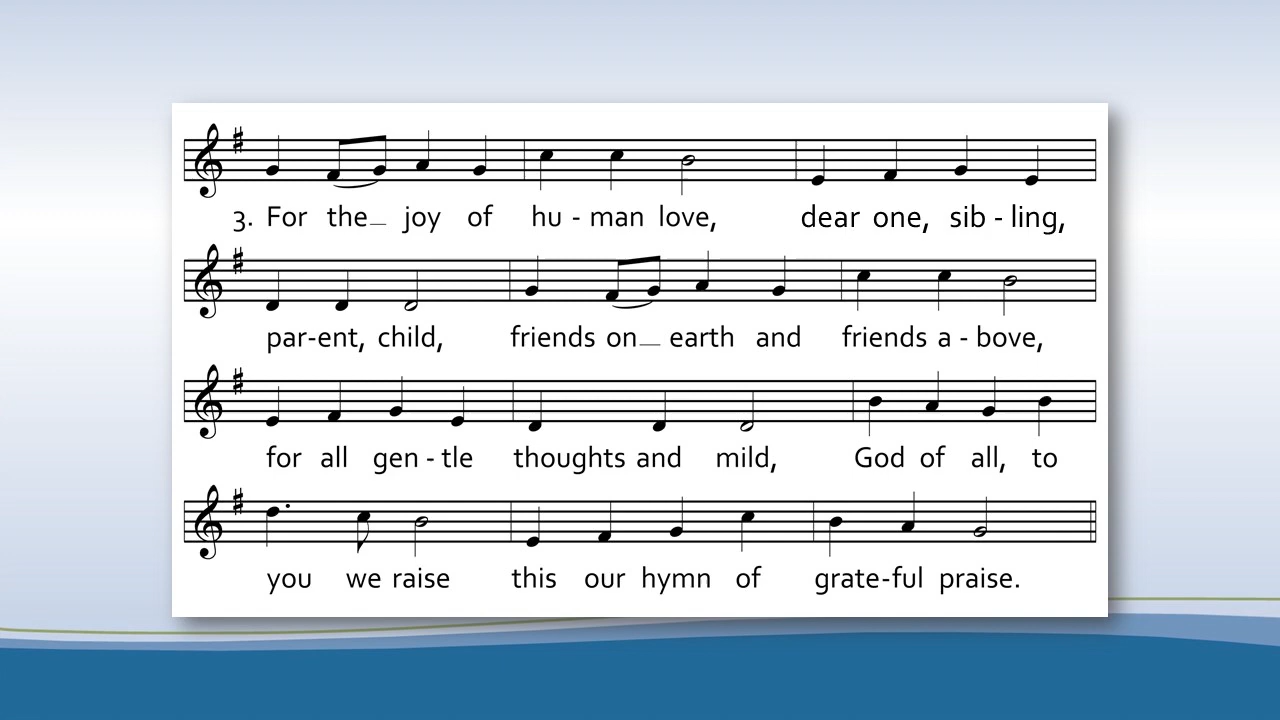 3. For the_ joy of hu - man love, dear one, sib - ling,
par-ent, child, friends on_ earth and friends a - bove,
for all gen - tle thoughts and mild, God of all, to
you we raise this our hymn of grate-ful praise.